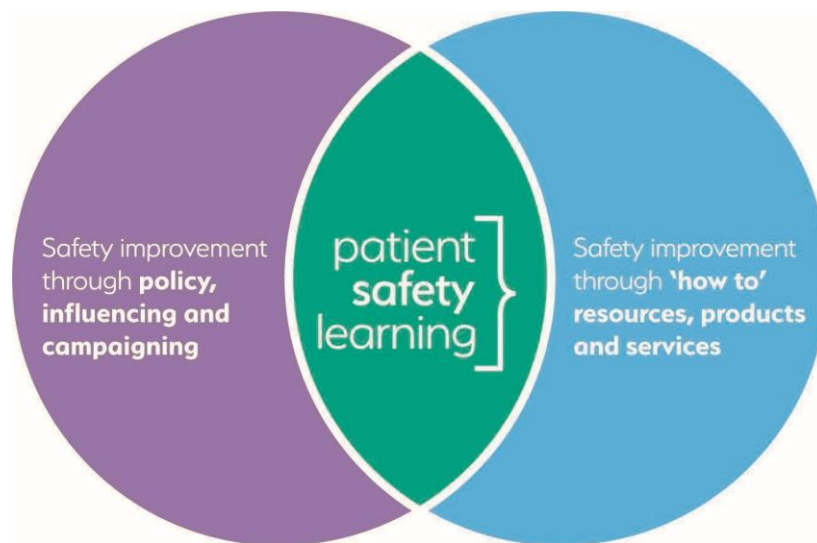 Safety improvement
through policy,
influencing and
campaigning
patient
safety
learning
Safety improvement
through ‘how to’
resources, products
and services